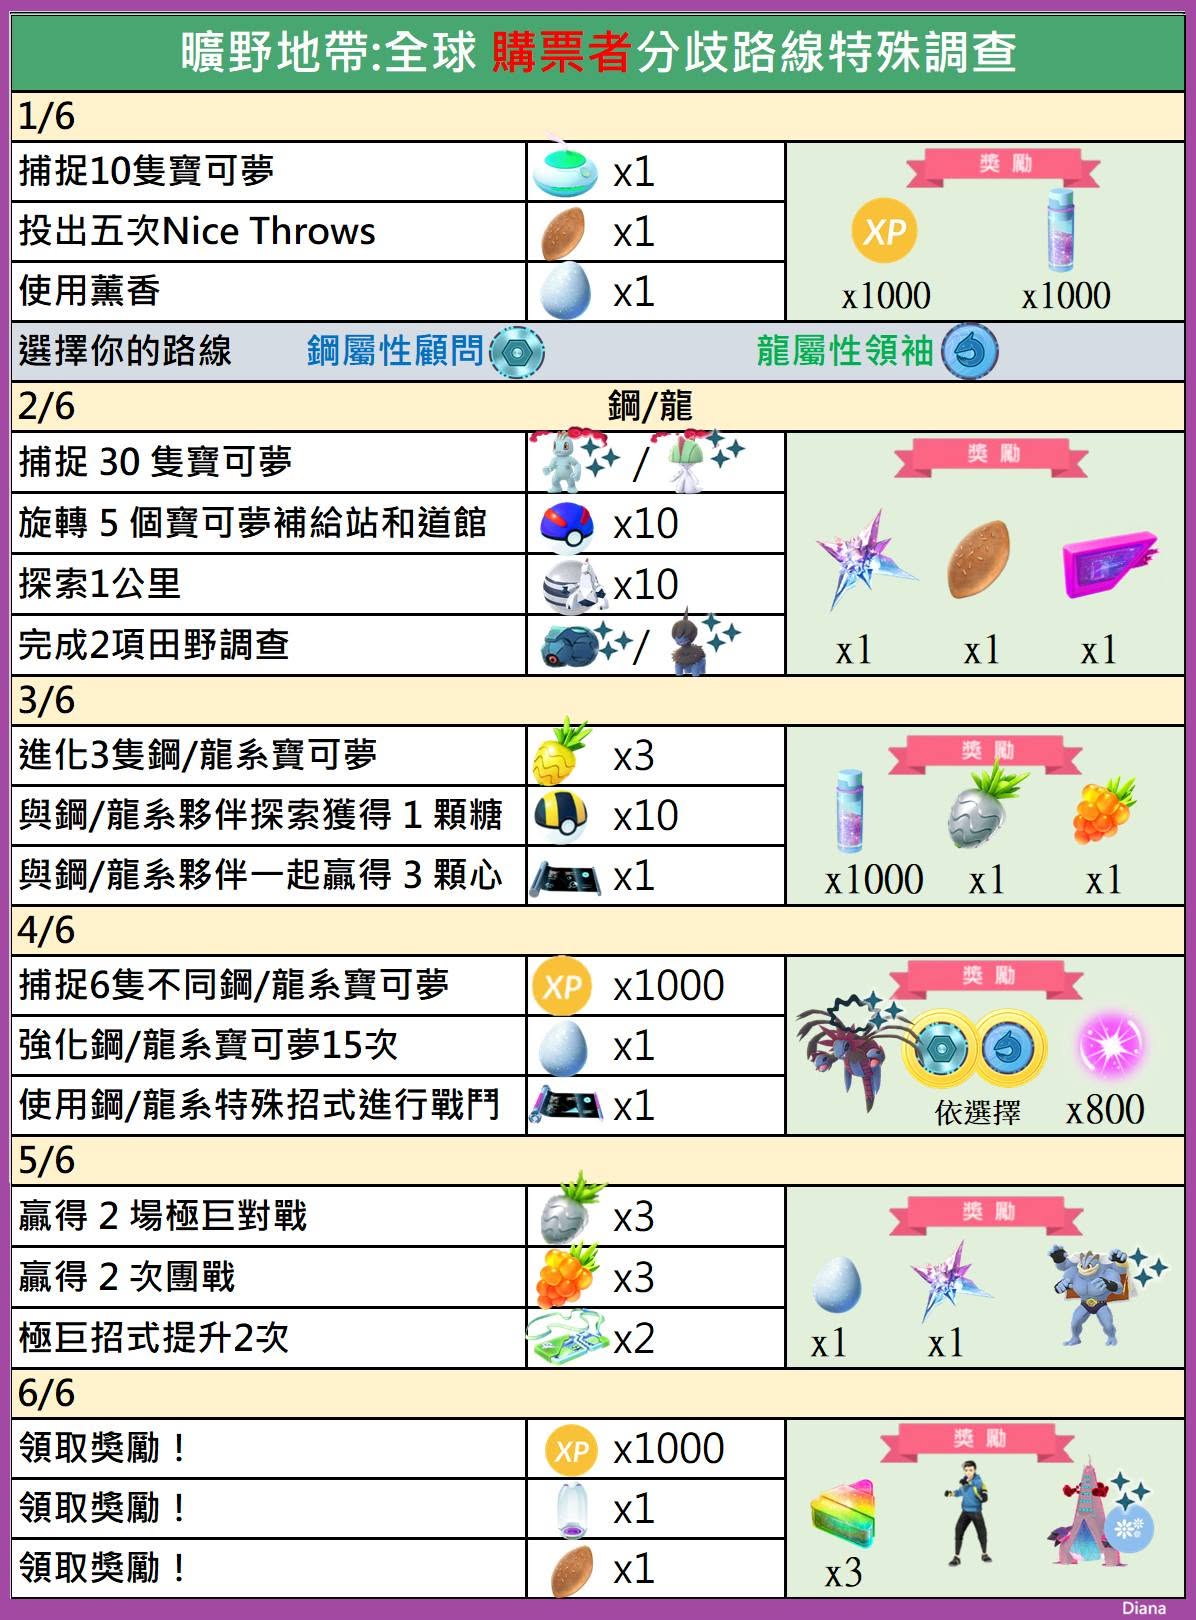 曠野地帶:全球 購票者分歧路線特殊調查
1/6
捕捉10隻寶可夢 x1
投出五次Nice Throws x1
使用薰香 x1
獎勵
XP
x1000 x1000
選擇你的路線 鋼屬性顧問 龍屬性領袖
2/6 鋼/龍
捕捉 30 隻寶可夢 /
旋轉 5 個寶可夢補給站和道館 x10
探索1公里 x10
完成2項田野調查 /
獎勵
x1 x1 x1
3/6
進化3隻鋼/龍系寶可夢 x3
與鋼/龍系夥伴探索獲得 1 顆糖 x10
與鋼/龍系夥伴一起贏得 3 顆心 x1
獎勵
x1000 x1 x1
4/6
捕捉6隻不同鋼/龍系寶可夢 XP x1000
強化鋼/龍系寶可夢15次 x1
使用鋼/龍系特殊招式進行戰鬥 x1
獎勵
依選擇 x800
5/6
贏得 2 場極巨對戰 x3
贏得 2 次團戰 x3
極巨招式提升2次 x2
獎勵
x1 x1
6/6
領取獎勵！ XP x1000
領取獎勵！ x1
領取獎勵！ x1
獎勵
x3
Diana